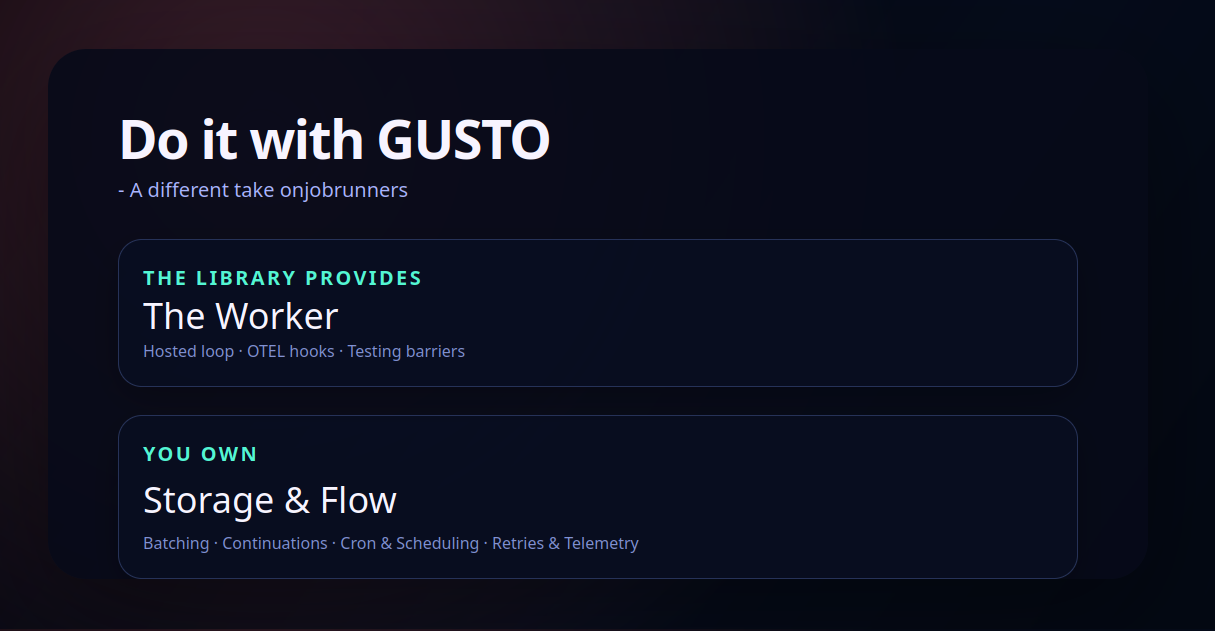 Do it with GUSTO
- A different take onjobrunners
THE LIBRARY PROVIDES
The Worker
Hosted loop · OTEL hooks · Testing barriers
YOU OWN
Storage & Flow
Batching · Continuations · Cron & Scheduling · Retries & Telemetry